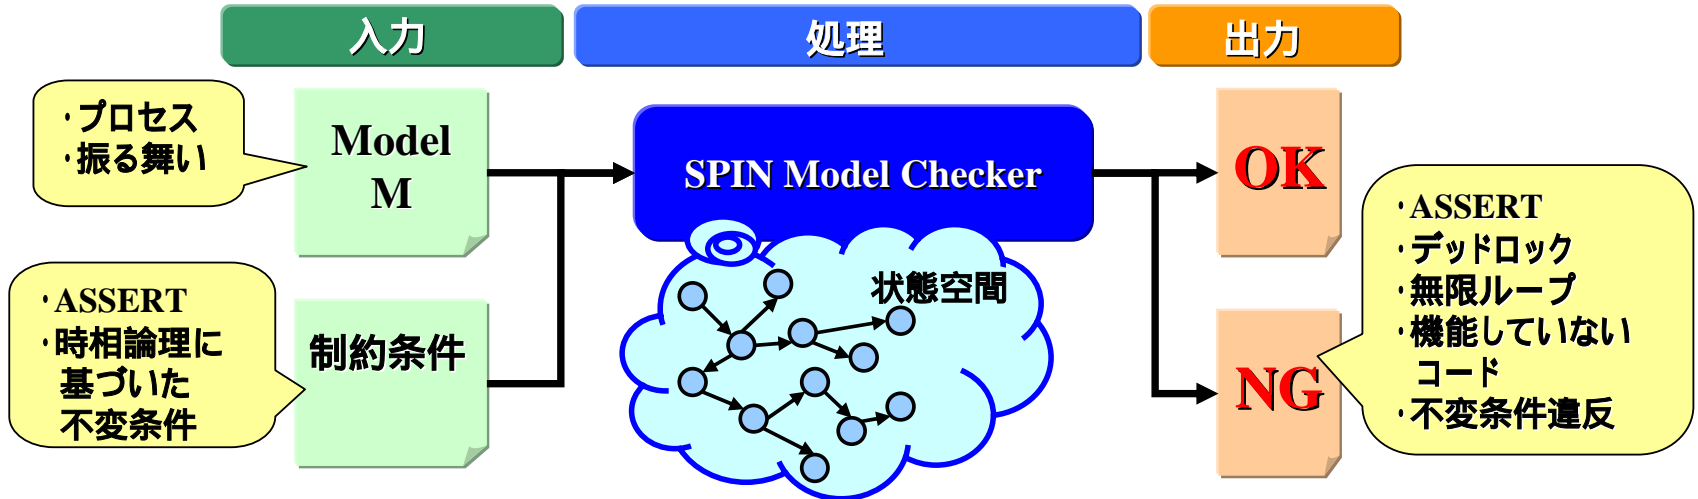 入力
処理
出力
・プロセス
・振る舞い
Model
M
SPIN Model Checker
OK
・ASSERT
・時相論理に
基づいた
不変条件
制約条件
状態空間
NG
・ASSERT
・デッドロック
・無限ループ
・機能していない
コード
・不変条件違反